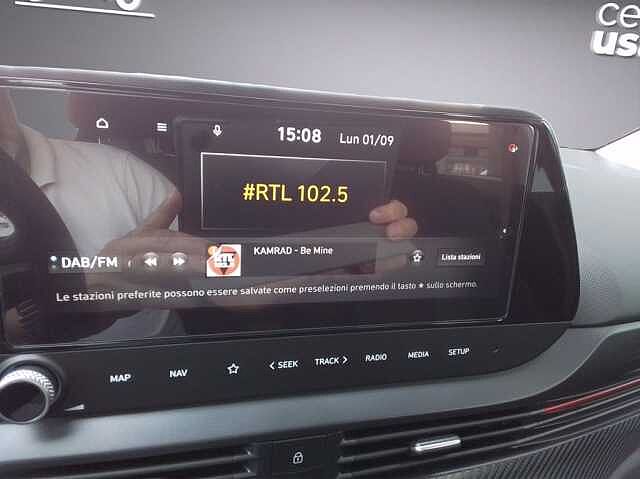 15:08 Lun 01/09
#RTL 102.5
DAB/FM
KAMRAD - Be Mine
Lista stazioni
Le stazioni preferite possono essere salvate come preselezioni premendo il tasto ★ sullo schermo.
MAP NAV ☆ < SEEK TRACK > RADIO MEDIA SETUP